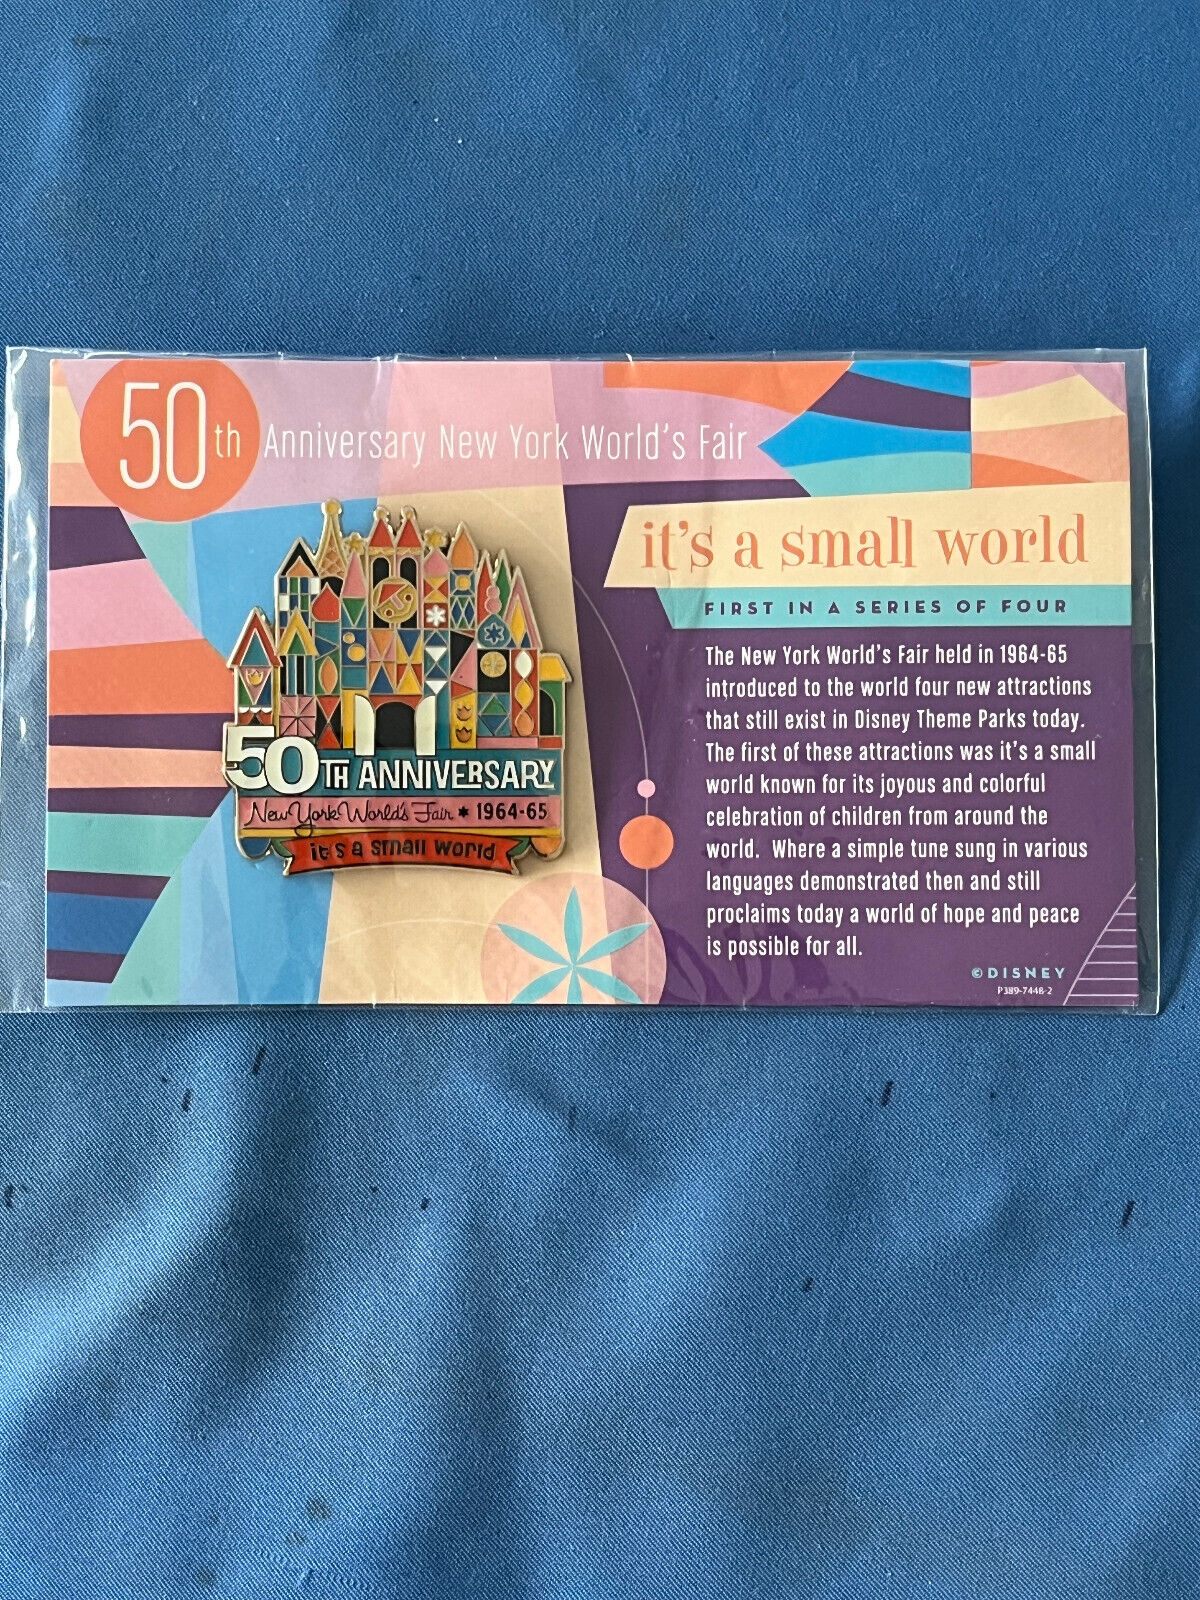 50th Anniversary New York World's Fair
it's a small world
FIRST IN A SERIES OF FOUR
The New York World's Fair held in 1964-65
introduced to the world four new attractions
that still exist in Disney Theme Parks today.
The first of these attractions was it's a small
world known for its joyous and colorful
celebration of children from around the
world.  Where a simple tune sung in various
languages demonstrated then and still
proclaims today a world of hope and peace
is possible for all.
©DISNEY
P389-7448-2
50TH ANNIVERSARY
New York World's Fair * 1964-65
it's a small world